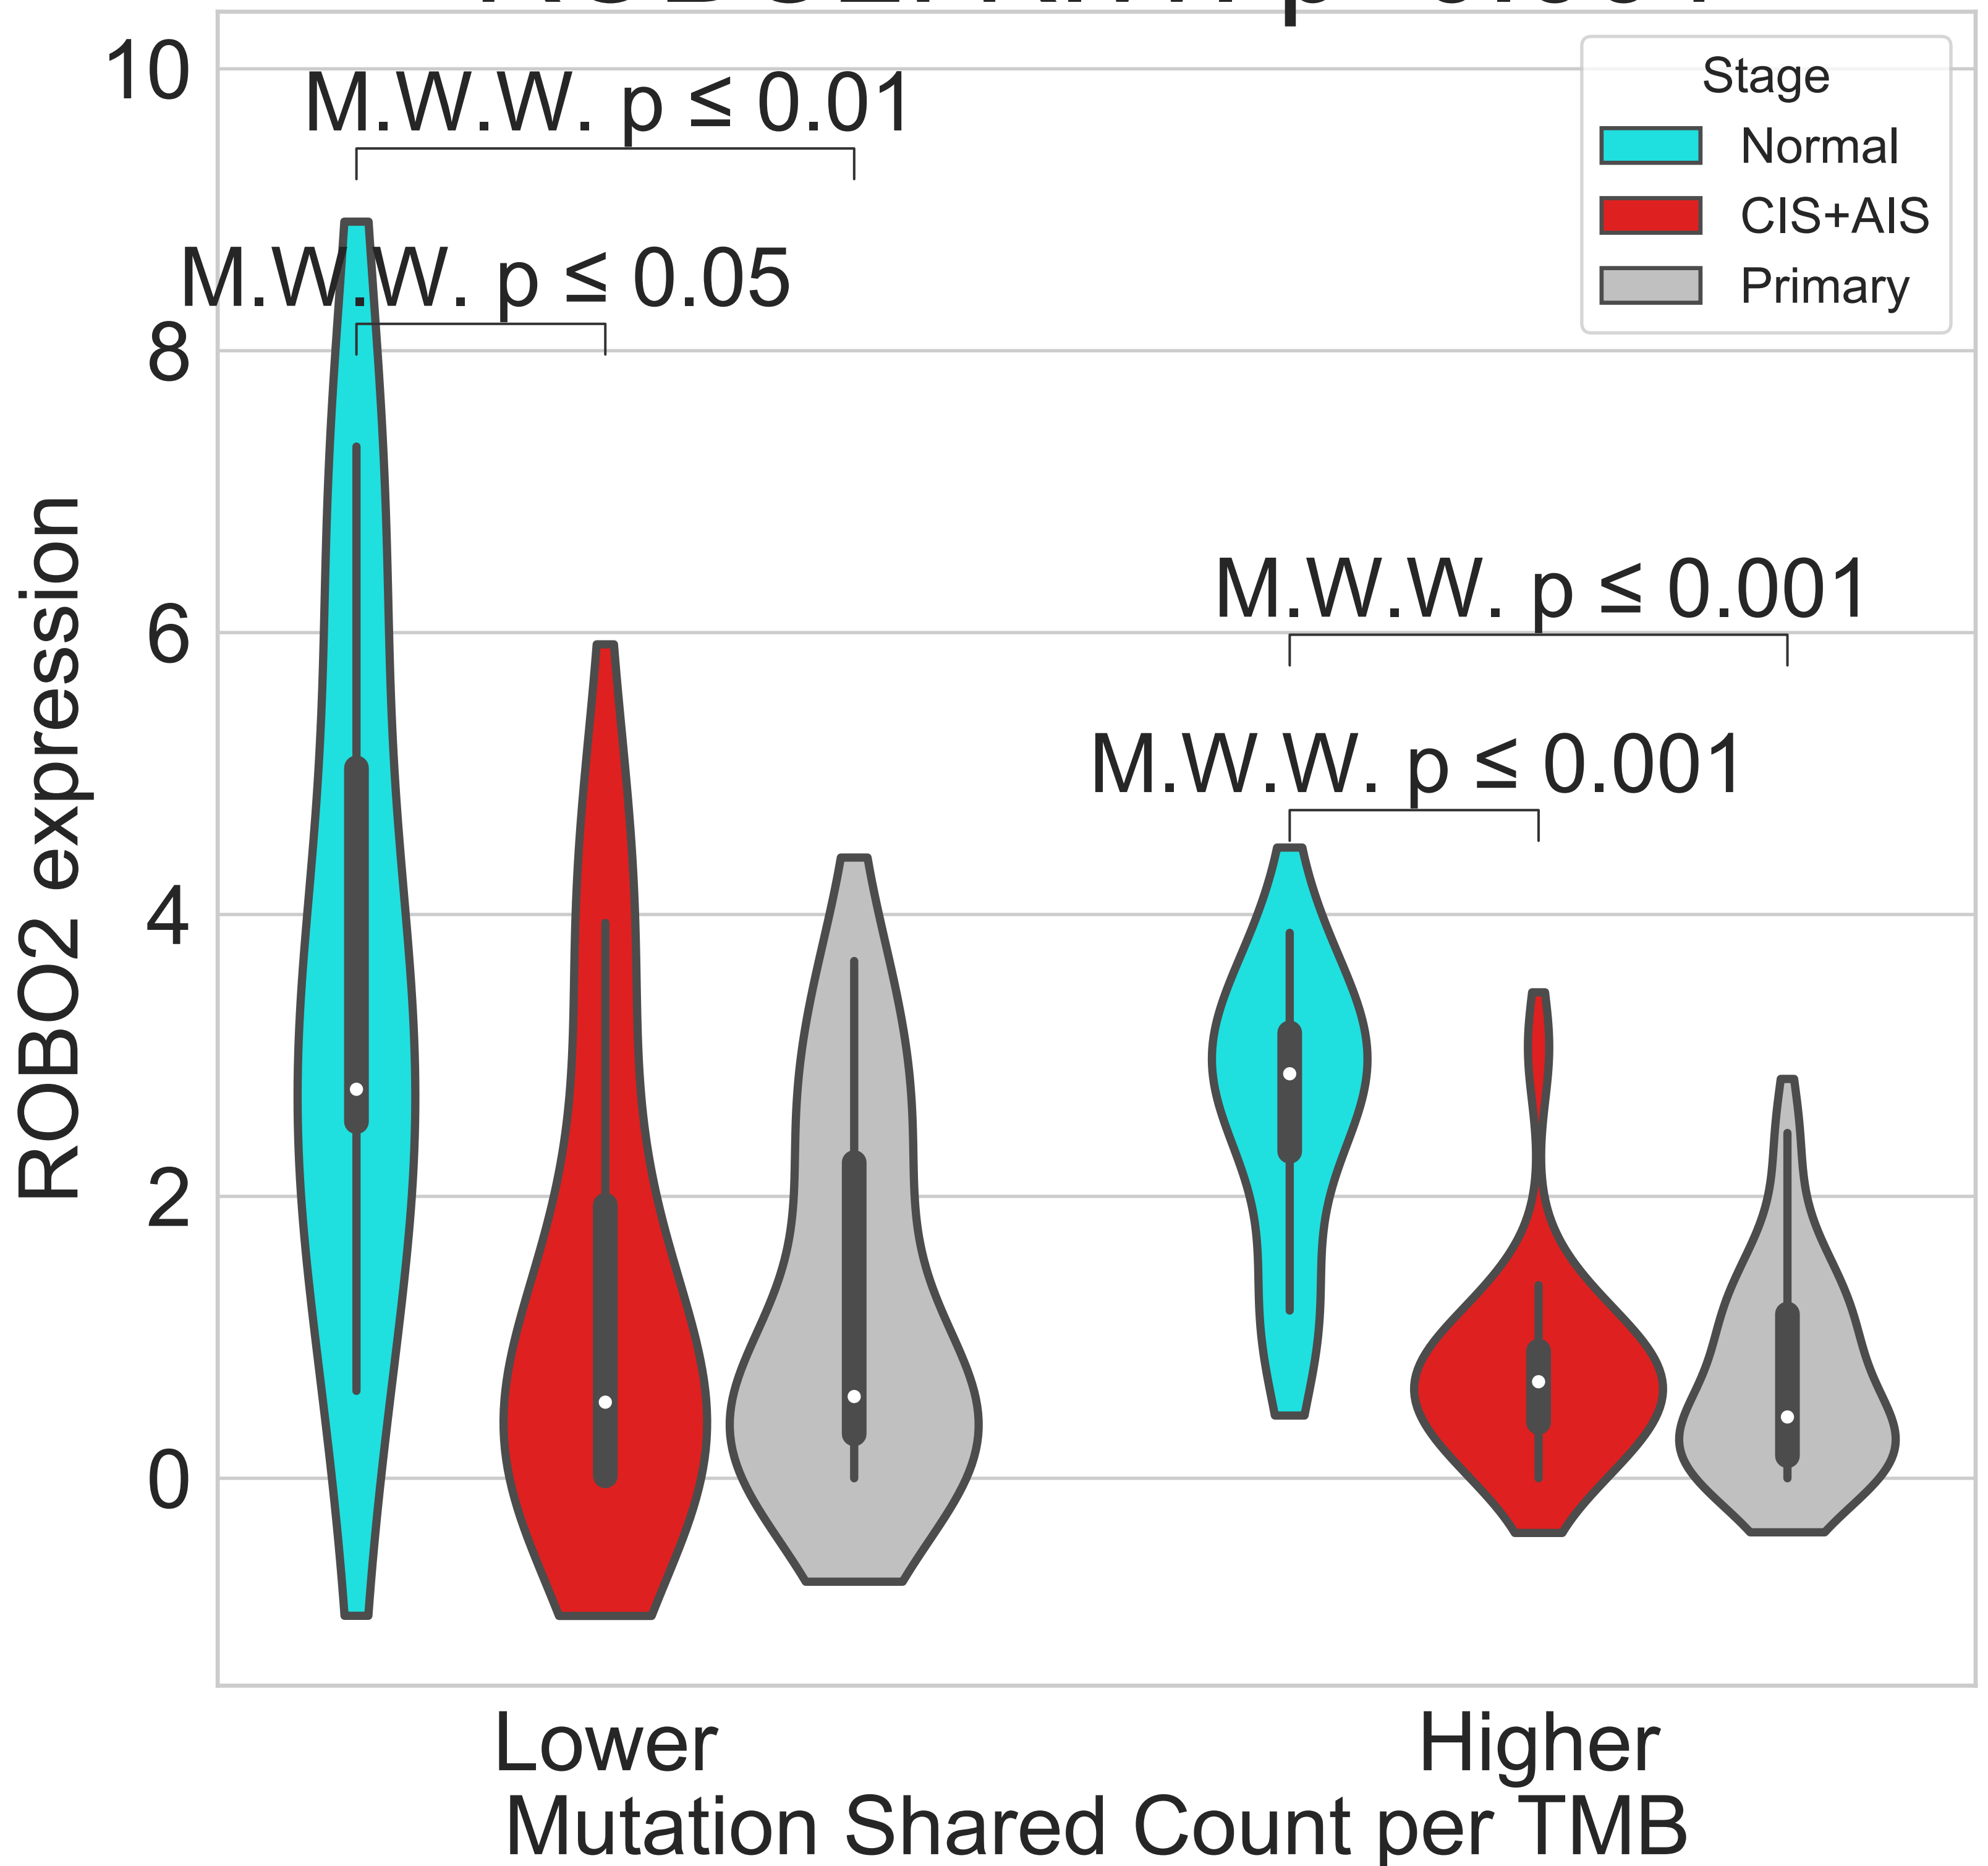 10
M.W.W. p ≤ 0.01
Stage
Normal
CIS+AIS
Primary
M.W.W. p ≤ 0.05
8
M.W.W. p ≤ 0.001
6
M.W.W. p ≤ 0.001
4
2
0
ROBO2 expression
Lower
Higher
Mutation Shared Count per TMB